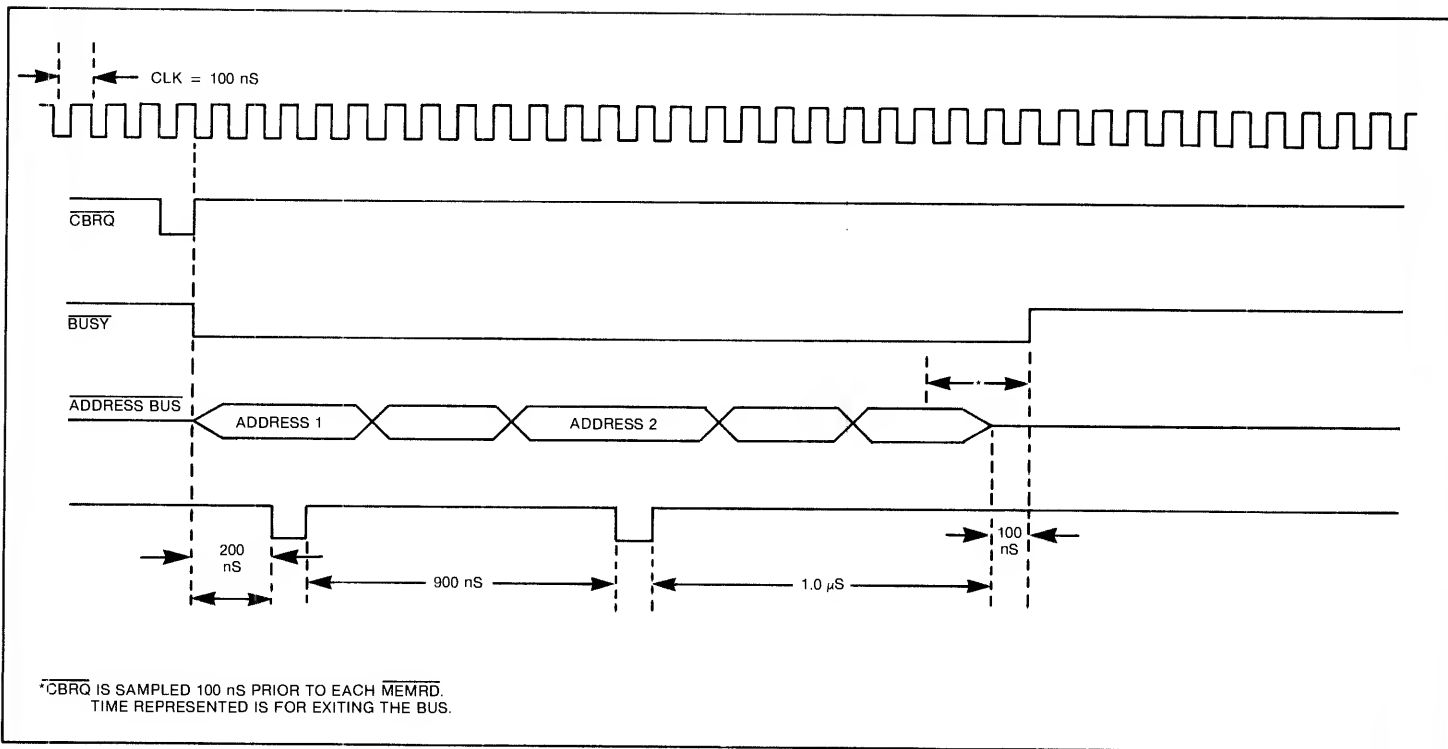 CLK = 100 nS
CBRQ
BUSY
*
ADDRESS BUS
ADDRESS 1
ADDRESS 2
200
nS
100
nS
900 nS
1.0 µS
*CBRQ IS SAMPLED 100 nS PRIOR TO EACH MEMRD.
TIME REPRESENTED IS FOR EXITING THE BUS.